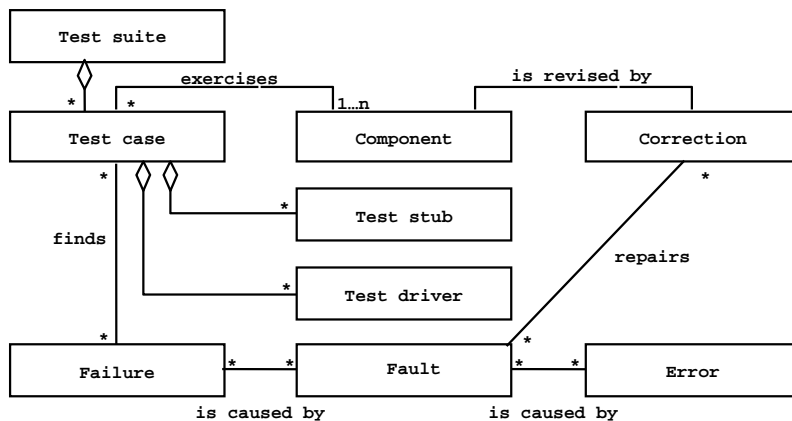 Test suite
exercises
is revised by
*
*
1…n
Test case
Component
Correction
*
*
*
Test stub
finds
repairs
*
Test driver
*
*
Failure
*
*
Fault
*
*
Error
is caused by
is caused by